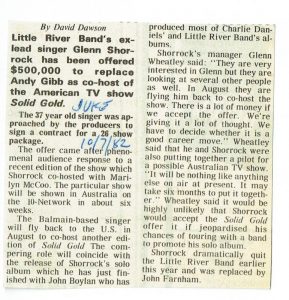 By David Dawson
Little River Band's ex-
lead singer Glenn Shor-
rock has been offered
$500,000 to replace
Andy Gibb as co-host of
the American TV show
Solid Gold.
The 37 year old singer was ap-
proached by the producers to
sign a contract for a 26 show
package.
10/7/82
The offer came after pheno-
menal audience response to a
recent edition of the show which
Shorrock co-hosted with Mari-
lyn McCoo. The particular show
will be shown in Australia on
10-Network in about six
weeks.
The Balmain-based singer
will fly back to the U.S. in
August to co-host another edi-
tion of Solid Gold The com-
pering role will coincide with
the release of Shorrock's solo
album which he has just fin-
ished with John Boylan who has
produced most of Charlie Dan-
iels' and Little River Band's al-
bums.
Shorrock's manager Glenn
Wheatley said: "They are very
interested in Glenn but they are
looking at several other people
as well. In August they are
flying him back to co-host the
show. There is a lot of money if
we accept the offer. We are
giving it a lot of thought. We
have to decide whether it is a
good career move." Wheatley
said that he and Shorrock were
also putting together a pilot for
a possible Australian TV show.
"It will be nothing like anything
else on air at present. It may
take six months to put it togeth-
er." Wheatley said it would be
highly unlikely that Shorrock
would accept the Solid Gold
offer if it jeopardised his
chances of touring with a band
to promote his solo album.
Shorrock dramatically quit
the Little River Band earlier
this year and was replaced by
John Farnham.